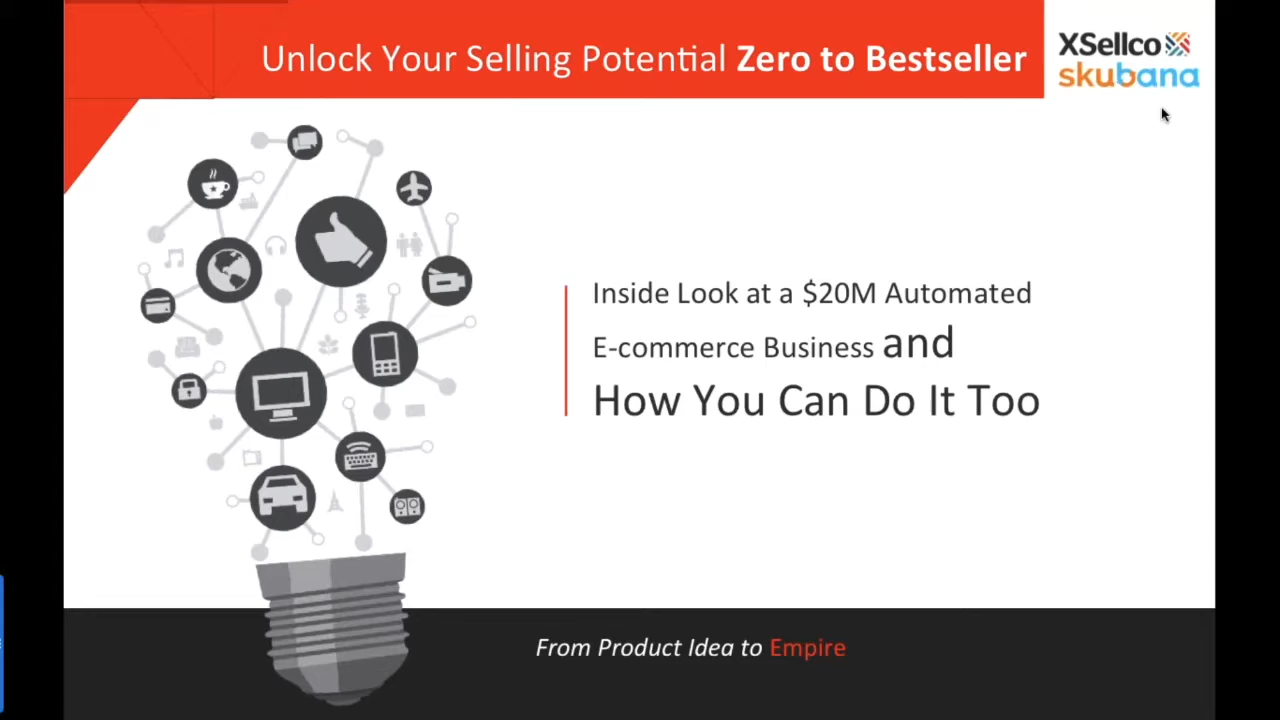 Unlock Your Selling Potential Zero to Bestseller
XSellco
skubana
Inside Look at a $20M Automated
E-commerce Business and
How You Can Do It Too
From Product Idea to Empire